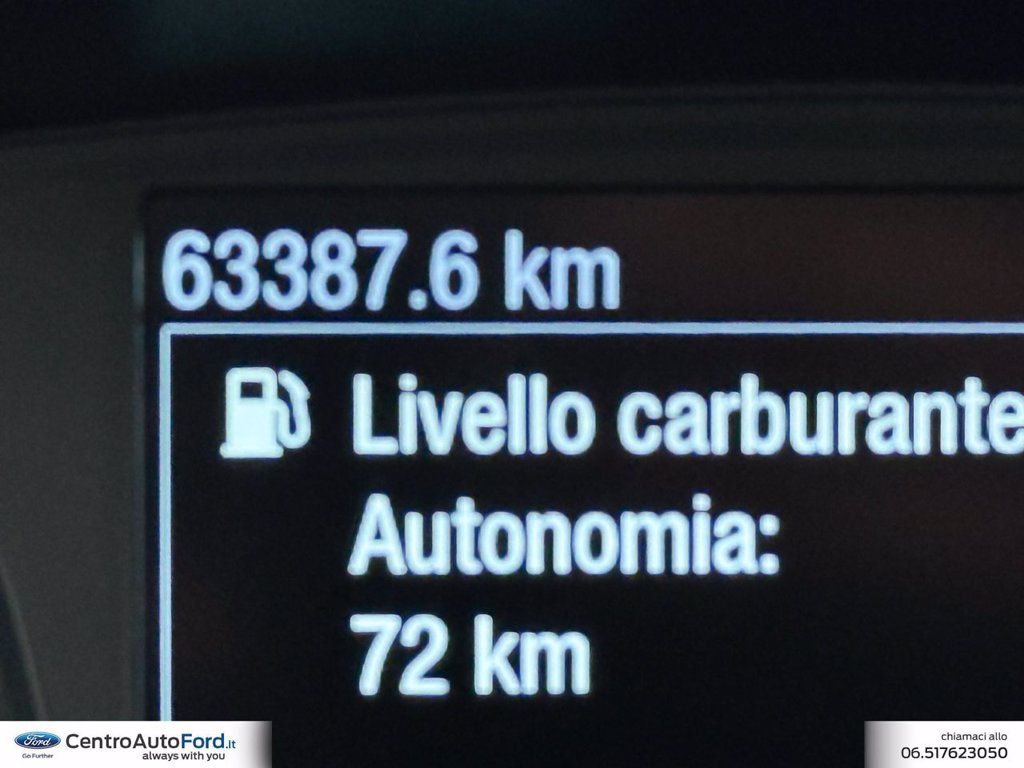 63387.6 km
Livello carburante
Autonomia:
72 km
Ford
Go Further
CentroAutoFord.it
always with you
chiamaci allo
06.517623050